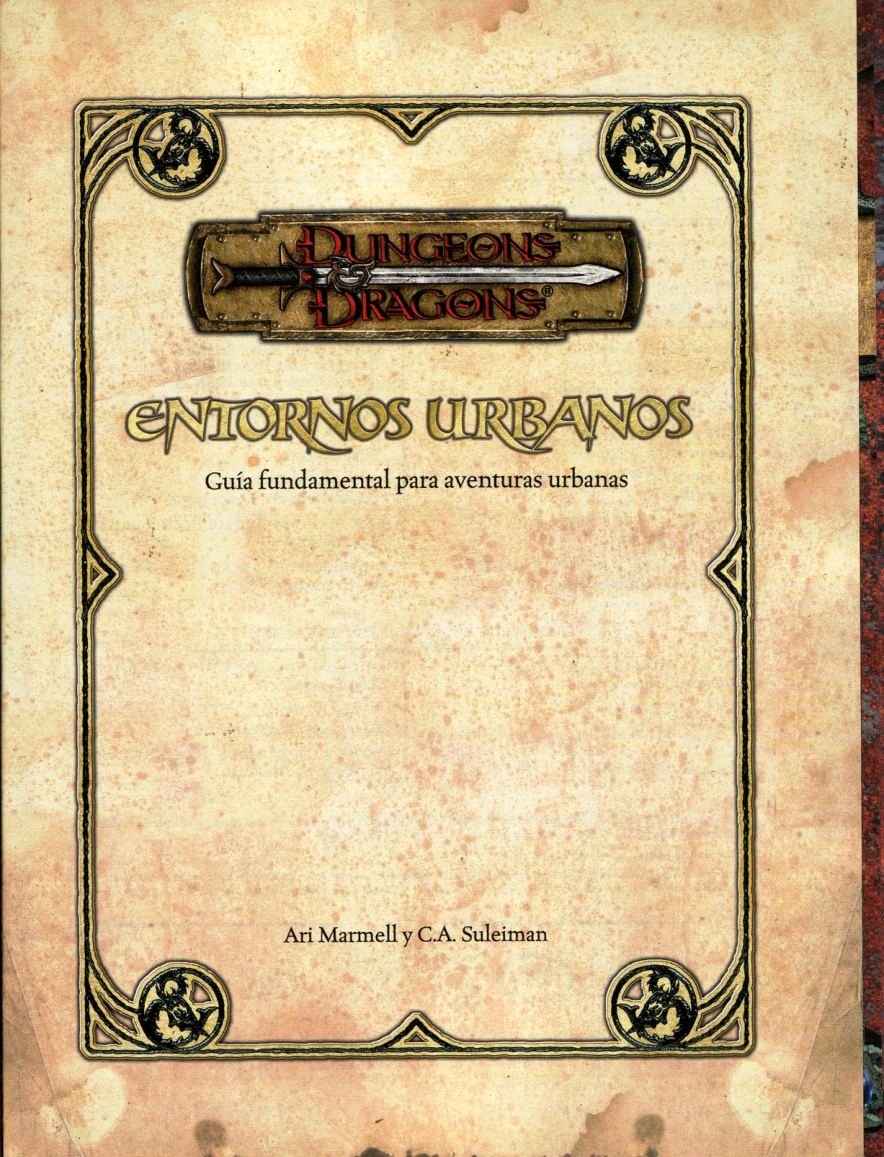 DUNGEONS
DRAGONS®
ENTORNOS URBANOS
Guía fundamental para aventuras urbanas
Ari Marmell y C.A. Suleiman